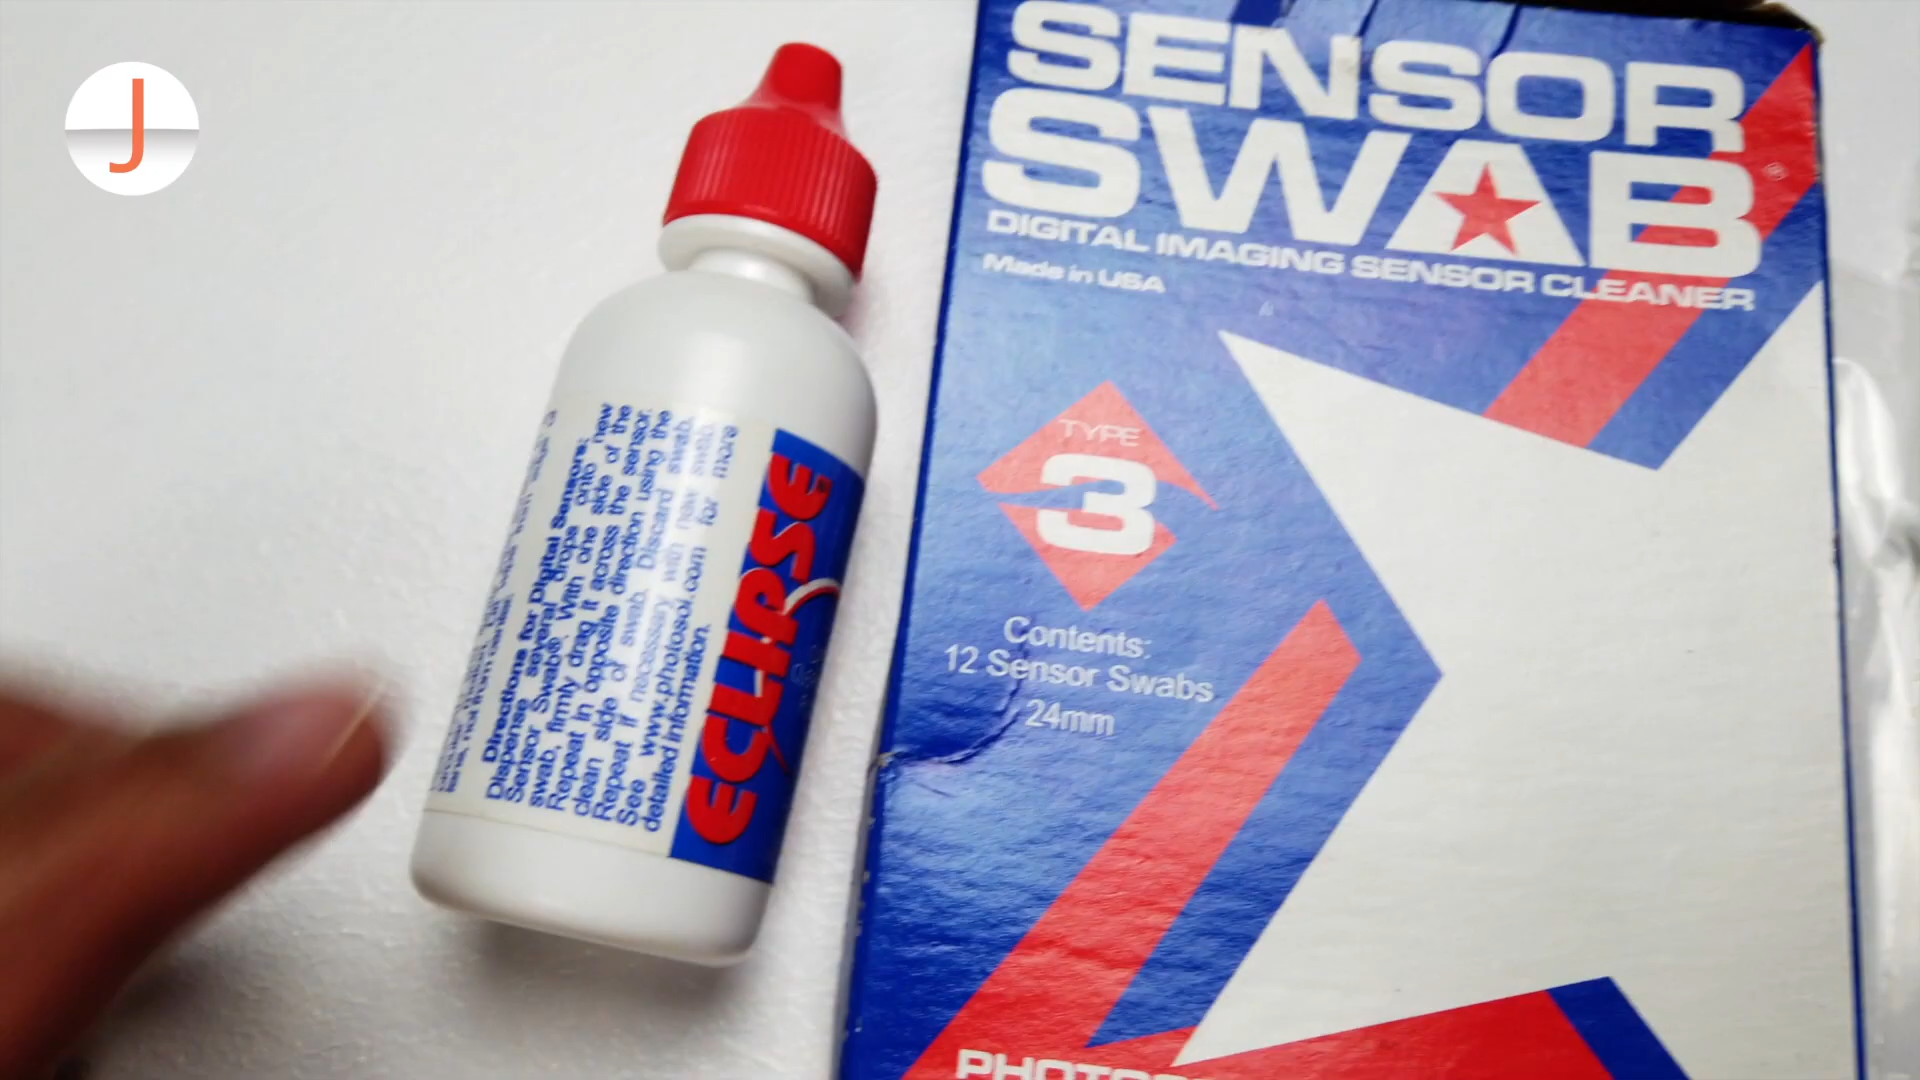 J
SENSOR
SWAB®
DIGITAL IMAGING SENSOR CLEANER
Made in USA
TYPE
3
Contents:
12 Sensor Swabs
24mm
Directions for Digital Sensors:
Dispense several drops onto
Sensor Swab®. With one side of
swab, firmly drag it across the sensor.
Repeat in opposite direction using the
clean side of swab. Discard swab.
Repeat if necessary with new swab.
See www.photosol.com for more
detailed information.
ECLIPSE